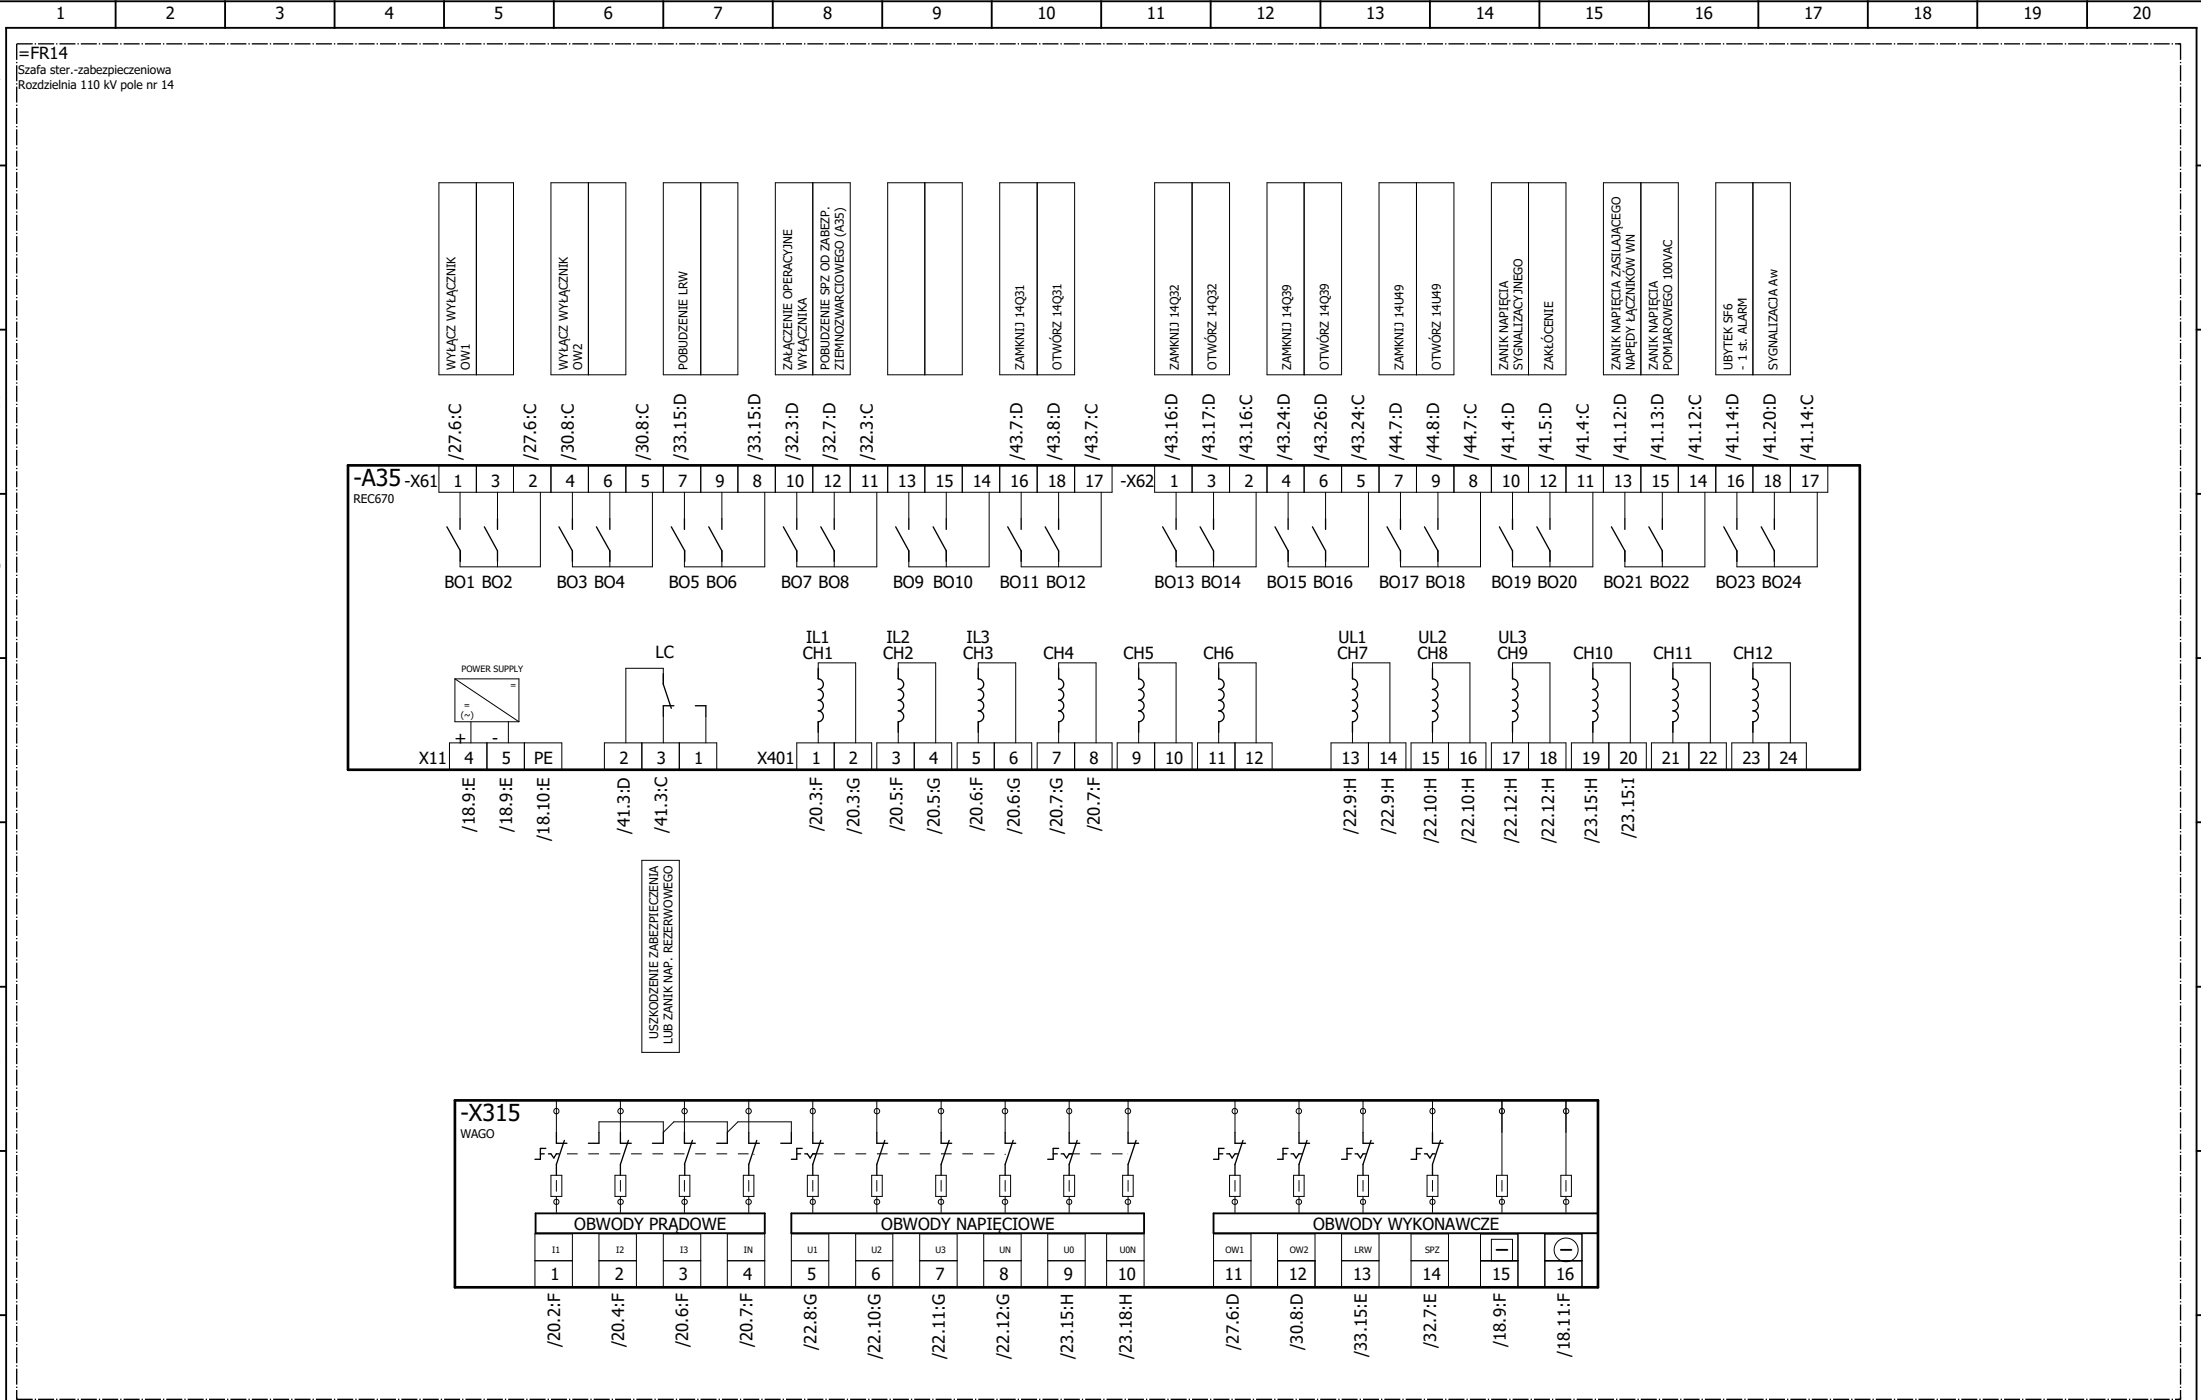 1 2 3 4 5 6 7 8 9 10 11 12 13 14 15 16 17 18 19 20
=FR14
Szafa ster.-zabezpieczeniowa
Rozdzielnia 110 kV pole nr 14
WYŁĄCZ WYŁĄCZNIK
OW1
WYŁĄCZ WYŁĄCZNIK
OW2
POBUDZENIE LRW
ZAŁĄCZENIE OPERACYJNE
WYŁĄCZNIKA
POBUDZENIE SPZ OD ZABEZP.
ZIEMNOZWARCIOWEGO (A35)
ZAMKNIJ 14Q31
OTWÓRZ 14Q31
ZAMKNIJ 14Q32
OTWÓRZ 14Q32
ZAMKNIJ 14Q39
OTWÓRZ 14Q39
ZAMKNIJ 14U49
OTWÓRZ 14U49
ZANIK NAPIĘCIA
SYGNALIZACYJNEGO
ZAKŁÓCENIE
ZANIK NAPIĘCIA ZASILAJĄCEGO
NAPĘDY ŁĄCZNIKÓW WN
ZANIK NAPIĘCIA
POMIAROWEGO 100VAC
UBYTEK SF6
- 1 st. ALARM
SYGNALIZACJA Aw
/27.6:C /27.6:C /30.8:C /30.8:C /33.15:D /33.15:D /32.3:D /32.7:D /32.3:C /43.7:D /43.8:D /43.7:C /43.16:D /43.17:D /43.16:C /43.24:D /43.26:D /43.24:C /44.7:D /44.8:D /44.7:C /41.4:D /41.5:D /41.4:C /41.12:D /41.13:D /41.12:C /41.14:D /41.20:D /41.14:C
-A35 -X61 1 3 2 4 6 5 7 9 8 10 12 11 13 15 14 16 18 17 -X62 1 3 2 4 6 5 7 9 8 10 12 11 13 15 14 16 18 17
REC670
BO1 BO2 BO3 BO4 BO5 BO6 BO7 BO8 BO9 BO10 BO11 BO12 BO13 BO14 BO15 BO16 BO17 BO18 BO19 BO20 BO21 BO22 BO23 BO24
IL1 IL2 IL3 UL1 UL2 UL3
LC CH1 CH2 CH3 CH4 CH5 CH6 CH7 CH8 CH9 CH10 CH11 CH12
POWER SUPPLY
=
=
(~)
+ -
X11 4 5 PE 2 3 1 X401 1 2 3 4 5 6 7 8 9 10 11 12 13 14 15 16 17 18 19 20 21 22 23 24
/18.9:E /18.9:E /18.10:E /41.3:D /41.3:C /20.3:F /20.3:G /20.5:F /20.5:G /20.6:F /20.6:G /20.7:G /20.7:F /22.9:H /22.9:H /22.10:H /22.10:H /22.12:H /22.12:H /23.15:H /23.15:I
USZKODZENIE ZABEZPIECZENIA
LUB ZANIK NAP. REZERWOWEGO
-X315
WAGO
OBWODY PRĄDOWE OBWODY NAPIĘCIOWE OBWODY WYKONAWCZE
I1 I2 I3 IN U1 U2 U3 UN U0 U0N OW1 OW2 LRW SPZ − −
1 2 3 4 5 6 7 8 9 10 11 12 13 14 15 16
/20.2:F /20.4:F /20.6:F /20.7:F /22.8:G /22.10:G /22.11:G /22.12:G /23.15:H /23.18:H /27.6:D /30.8:D /33.15:E /32.7:E /18.9:F /18.11:F